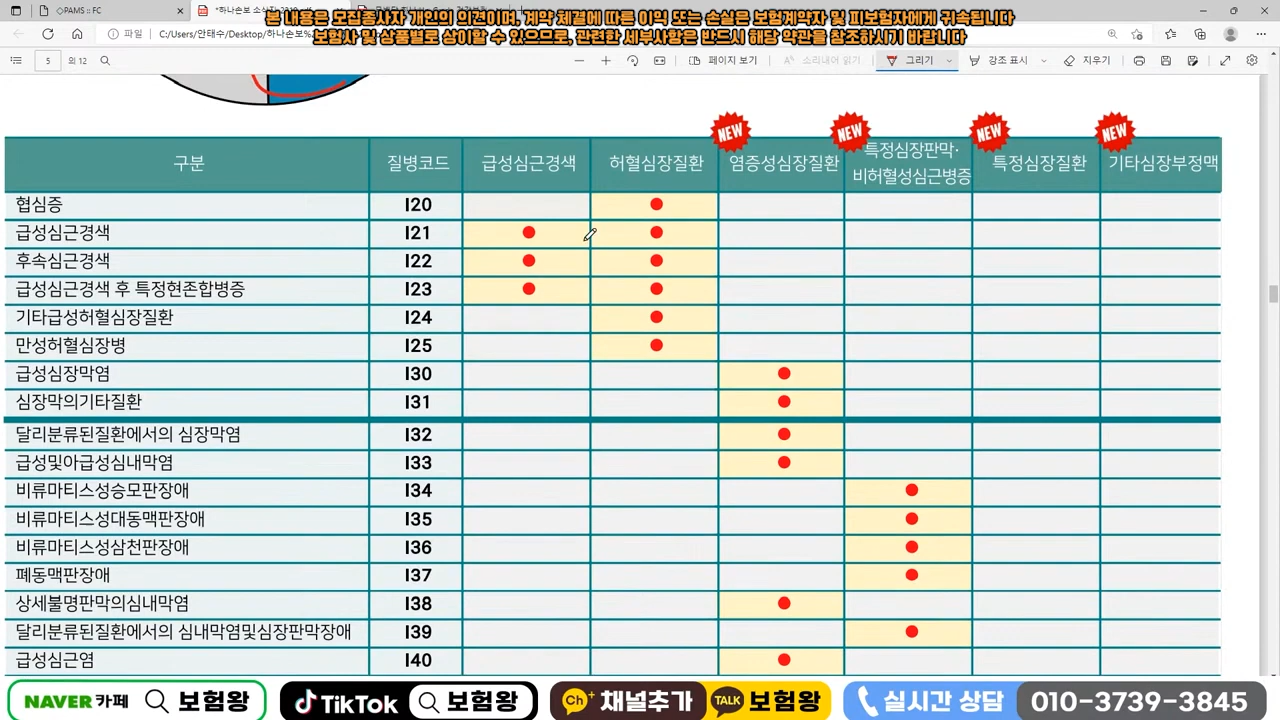 ◇PAMS :: FC
본 내용은 모집종사자 개인의 의견이며, 계약 체결에 따른 이익 또는 손실은 보험계약자 및 피보험자에게 귀속됩니다
보험사 및 상품별로 상이할 수 있으므로, 관련한 세부사항은 반드시 해당 약관을 참조하시기 바랍니다
파일 C:/Users/안태수/Desktop/하나손보%
5 의 12 페이지 보기 소리내어 읽기 그리기 강조 표시 지우기
NEW NEW NEW NEW
구분 질병코드 급성심근경색 허혈심장질환 염증성심장질환 특정심장판막·비허혈성심근병증 특정심장질환 기타심장부정맥
협심증 I20
급성심근경색 I21
후속심근경색 I22
급성심근경색 후 특정현존합병증 I23
기타급성허혈심장질환 I24
만성허혈심장병 I25
급성심장막염 I30
심장막의기타질환 I31
달리분류된질환에서의 심장막염 I32
급성및아급성심내막염 I33
비류마티스성승모판장애 I34
비류마티스성대동맥판장애 I35
비류마티스성삼천판장애 I36
폐동맥판장애 I37
상세불명판막의심내막염 I38
달리분류된질환에서의 심내막염및심장판막장애 I39
급성심근염 I40
NAVER 카페 보험왕 TikTok 보험왕 Ch+ 채널추가 TALK 보험왕 실시간 상담 010-3739-3845